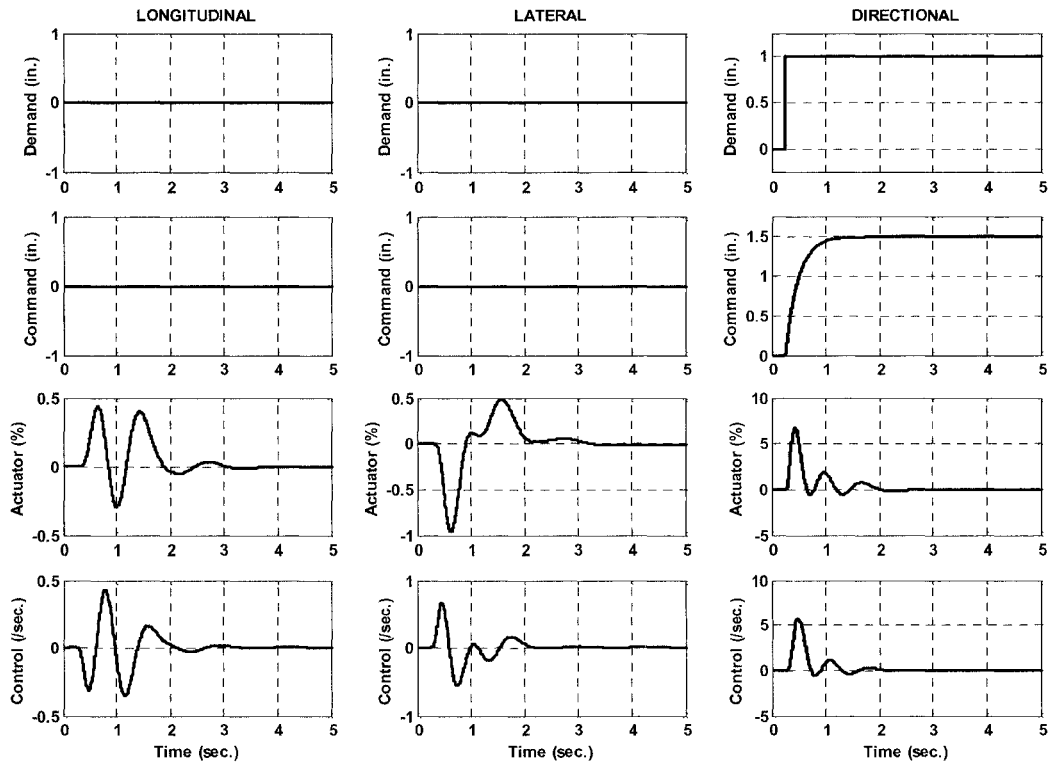 LONGITUDINAL
LATERAL
DIRECTIONAL
Demand (in.)
1
0
-1
0 1 2 3 4 5
Demand (in.)
1
0
-1
0 1 2 3 4 5
Demand (in.)
1
0.5
0
0 1 2 3 4 5
Command (in.)
1
0
-1
0 1 2 3 4 5
Command (in.)
1
0
-1
0 1 2 3 4 5
Command (in.)
1.5
1
0.5
0
0 1 2 3 4 5
Actuator (%)
0.5
0
-0.5
0 1 2 3 4 5
Actuator (%)
0.5
0
-0.5
-1
0 1 2 3 4 5
Actuator (%)
10
5
0
-5
0 1 2 3 4 5
Control (/sec.)
0.5
0
-0.5
0 1 2 3 4 5
Time (sec.)
Control (/sec.)
1
0
-1
0 1 2 3 4 5
Time (sec.)
Control (/sec.)
10
5
0
-5
0 1 2 3 4 5
Time (sec.)